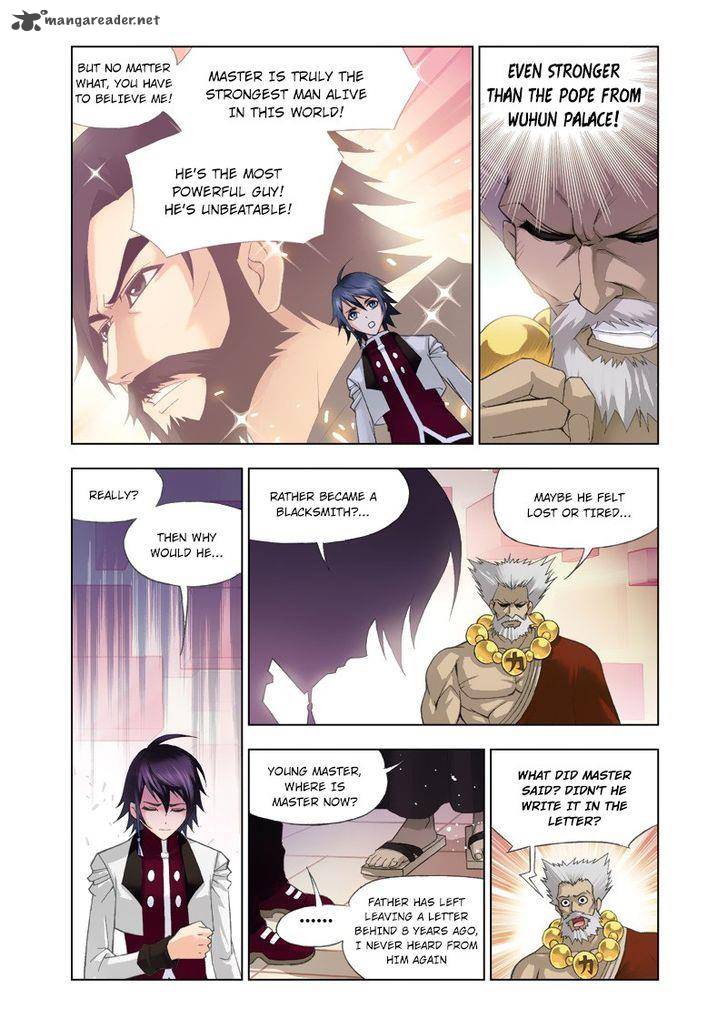 mangareader.net
BUT NO MATTER
WHAT, YOU HAVE
TO BELIEVE ME!
MASTER IS TRULY THE
STRONGEST MAN ALIVE
IN THIS WORLD!
HE'S THE MOST
POWERFUL GUY!
HE'S UNBEATABLE!
EVEN STRONGER
THAN THE POPE FROM
WUHUN PALACE!
REALLY?
THEN WHY
WOULD HE...
RATHER BECAME A
BLACKSMITH?...
MAYBE HE FELT
LOST OR TIRED...
力
YOUNG MASTER,
WHERE IS
MASTER NOW?
......
FATHER HAS LEFT
LEAVING A LETTER
BEHIND 8 YEARS AGO,
I NEVER HEARD FROM
HIM AGAIN
WHAT DID MASTER
SAID? DIDN'T HE
WRITE IT IN THE
LETTER?
力